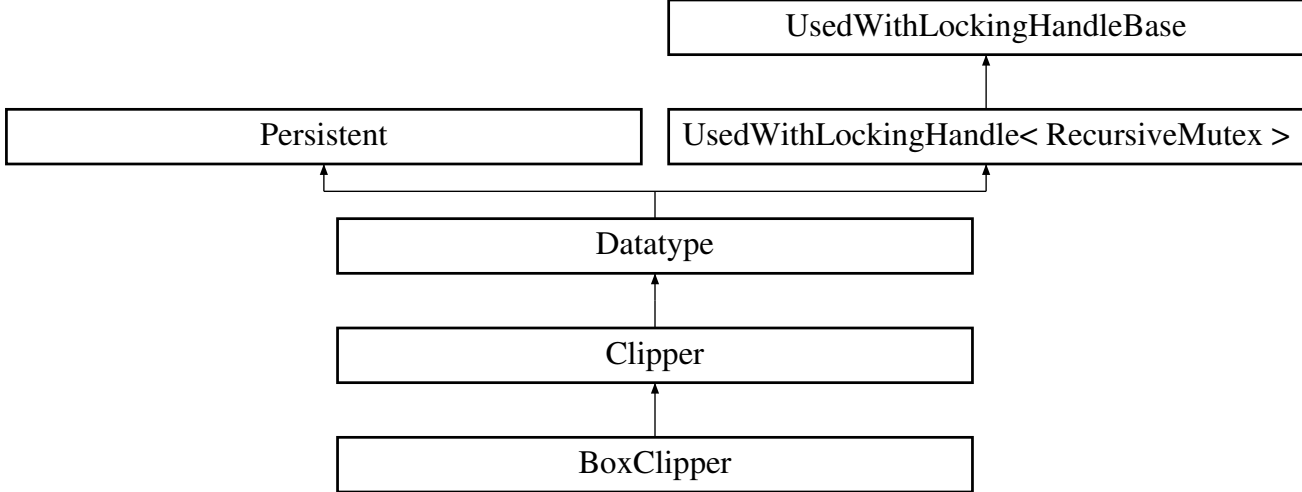 UsedWithLockingHandleBase
Persistent
UsedWithLockingHandle< RecursiveMutex >
Datatype
Clipper
BoxClipper